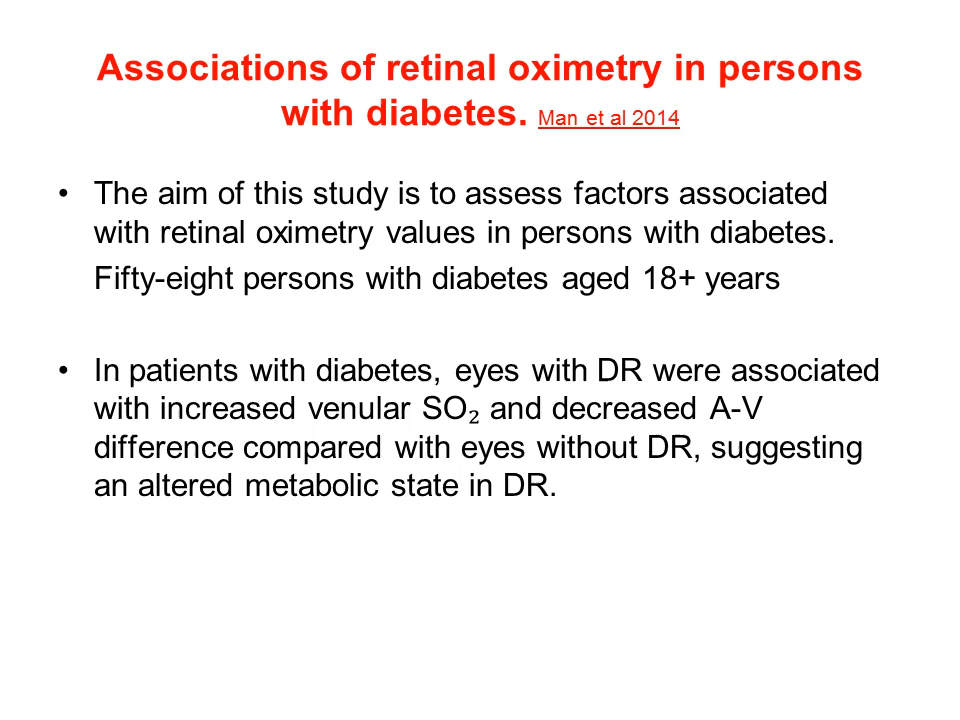 Associations of retinal oximetry in persons
with diabetes. Man et al 2014
• The aim of this study is to assess factors associated
with retinal oximetry values in persons with diabetes.
Fifty-eight persons with diabetes aged 18+ years
• In patients with diabetes, eyes with DR were associated
with increased venular SO₂ and decreased A-V
difference compared with eyes without DR, suggesting
an altered metabolic state in DR.